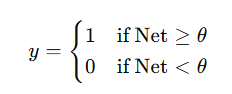 y = { 1 if Net ≥ θ
0 if Net < θ